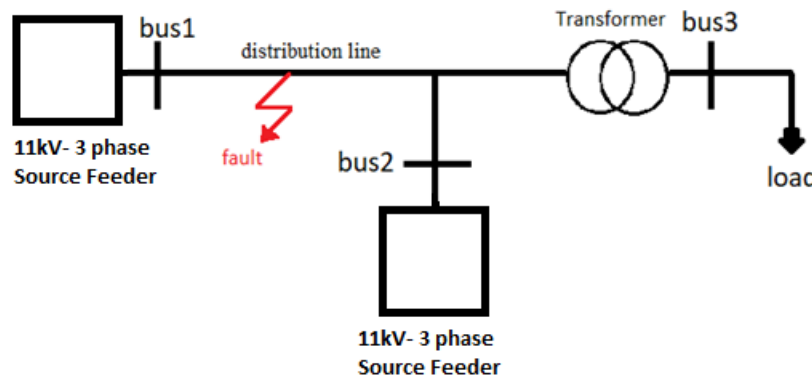 bus1
distribution line
Transformer
bus3
11kV- 3 phase
Source Feeder
fault
bus2
load
11kV- 3 phase
Source Feeder